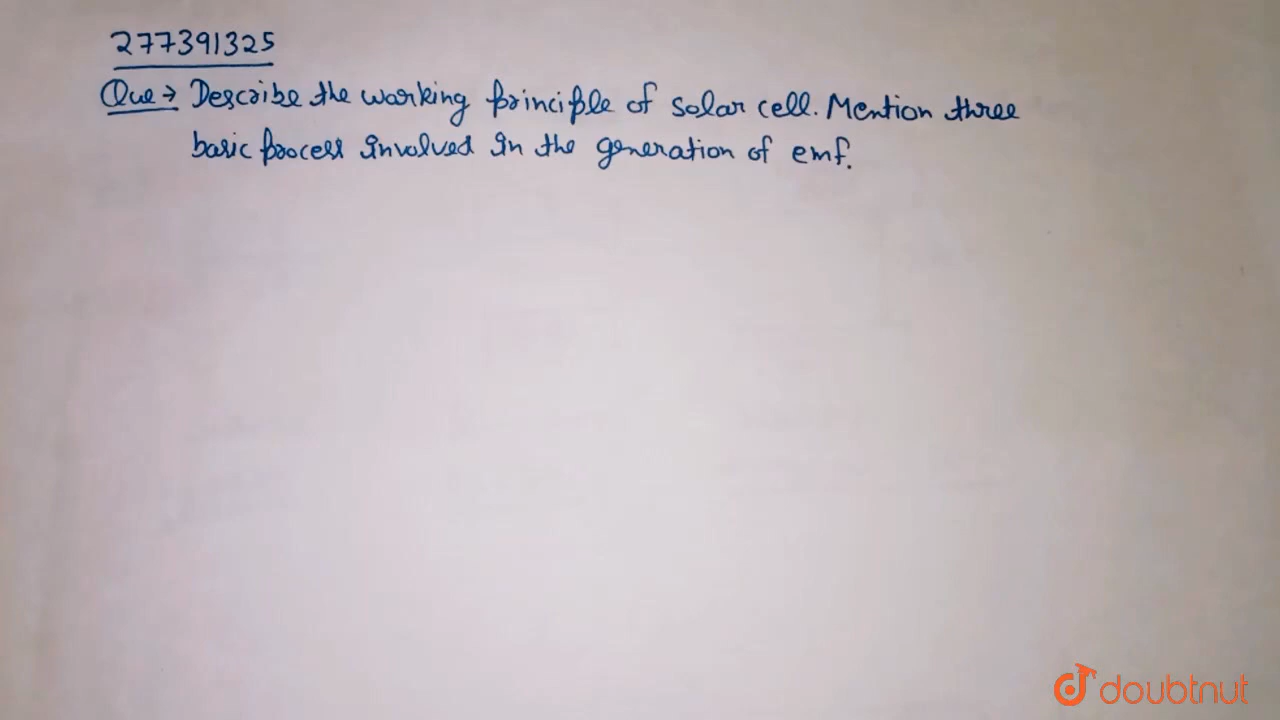 277391325
Que → Describe the working principle of solar cell. Mention three
basic process involved in the generation of emf.
doubtnut